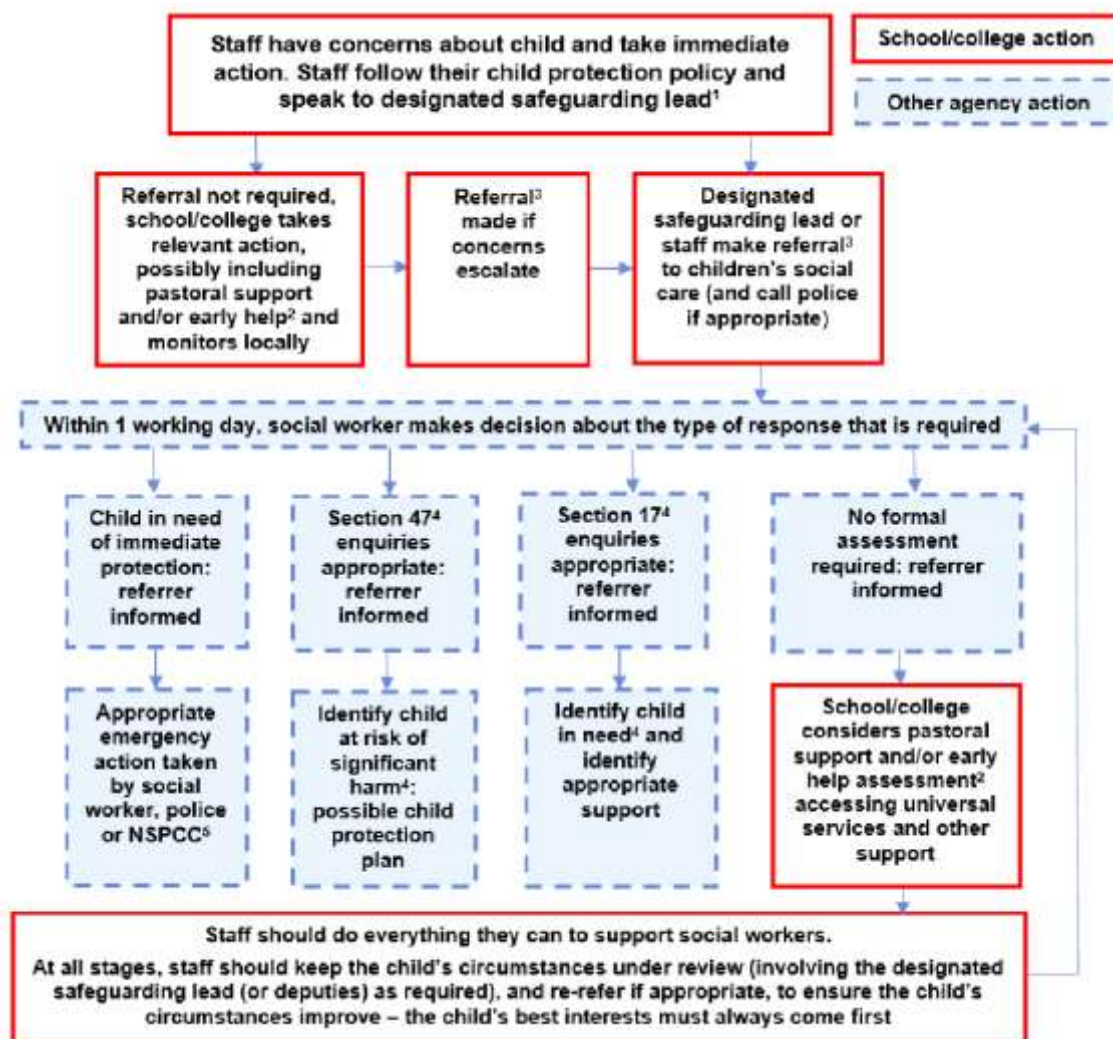 Staff have concerns about child and take immediate
action. Staff follow their child protection policy and
speak to designated safeguarding lead¹
School/college action
Other agency action
Referral not required,
school/college takes
relevant action,
possibly including
pastoral support
and/or early help² and
monitors locally
Referral³
made if
concerns
escalate
Designated
safeguarding lead or
staff make referral³
to children's social
care (and call police
if appropriate)
Within 1 working day, social worker makes decision about the type of response that is required
Child in need
of immediate
protection:
referrer
informed
Section 47⁴
enquiries
appropriate:
referrer
informed
Section 17⁴
enquiries
appropriate:
referrer
informed
No formal
assessment
required: referrer
informed
Appropriate
emergency
action taken
by social
worker, police
or NSPCC⁵
Identify child
at risk of
significant
harm⁴:
possible child
protection
plan
Identify child
in need⁴ and
identify
appropriate
support
School/college
considers pastoral
support and/or early
help assessment²
accessing universal
services and other
support
Staff should do everything they can to support social workers.
At all stages, staff should keep the child's circumstances under review (involving the designated
safeguarding lead (or deputies) as required), and re-refer if appropriate, to ensure the child's
circumstances improve – the child's best interests must always come first